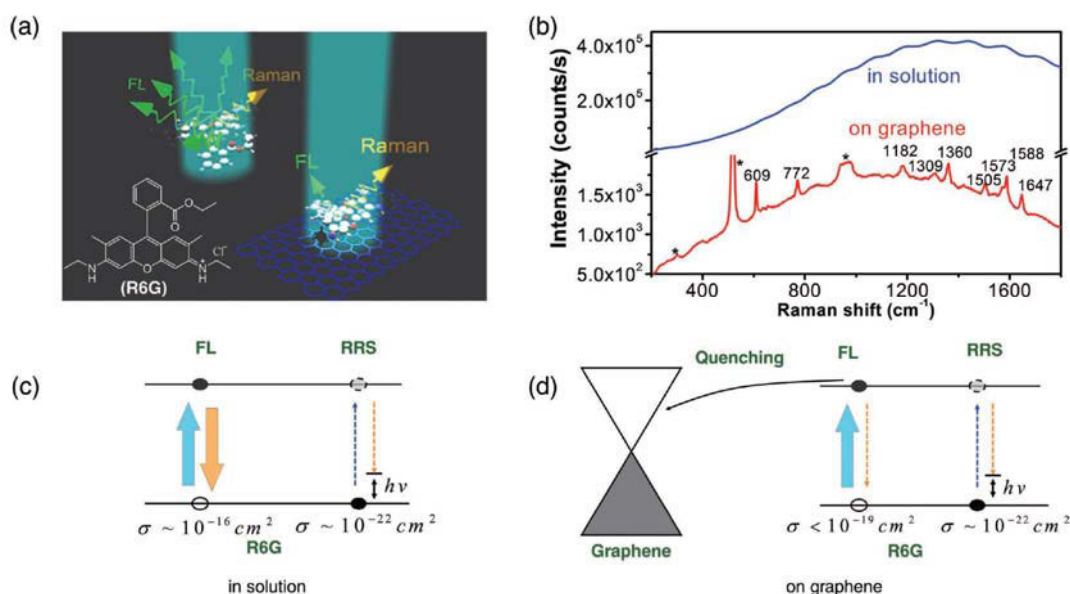 (a)
FL
Raman
FL
Raman
O
O
N
H
O
N
H
Cl⁻
(R6G)
(b)
Intensity (counts/s)
4.0x10⁵
2.0x10⁵
1.5x10³
1.0x10³
5.0x10²
in solution
on graphene
*
*
609
772
*
1182
1309
1360
1505
1573
1588
1647
400
800
1200
1600
Raman shift (cm⁻¹)
(c)
FL
RRS
hν
σ ~ 10⁻¹⁶ cm²
σ ~ 10⁻²² cm²
R6G
in solution
(d)
Quenching
FL
RRS
hν
Graphene
σ < 10⁻¹⁹ cm²
σ ~ 10⁻²² cm²
R6G
on graphene